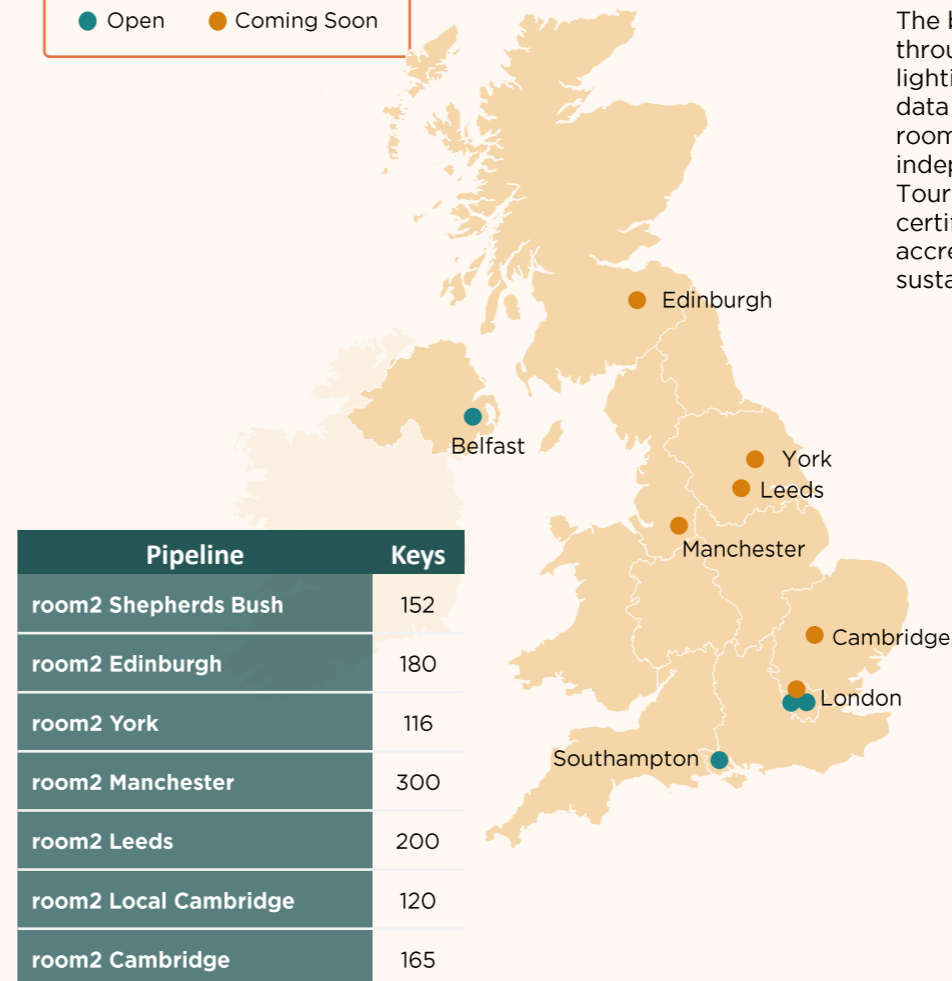 Open
Coming Soon
The
throu
lighti
data
room
indep
Tour
certif
accre
susta
Edinburgh
Belfast
York
Leeds
Manchester
Cambridge
London
Southampton
Pipeline Keys
room2 Shepherds Bush 152
room2 Edinburgh 180
room2 York 116
room2 Manchester 300
room2 Leeds 200
room2 Local Cambridge 120
room2 Cambridge 165